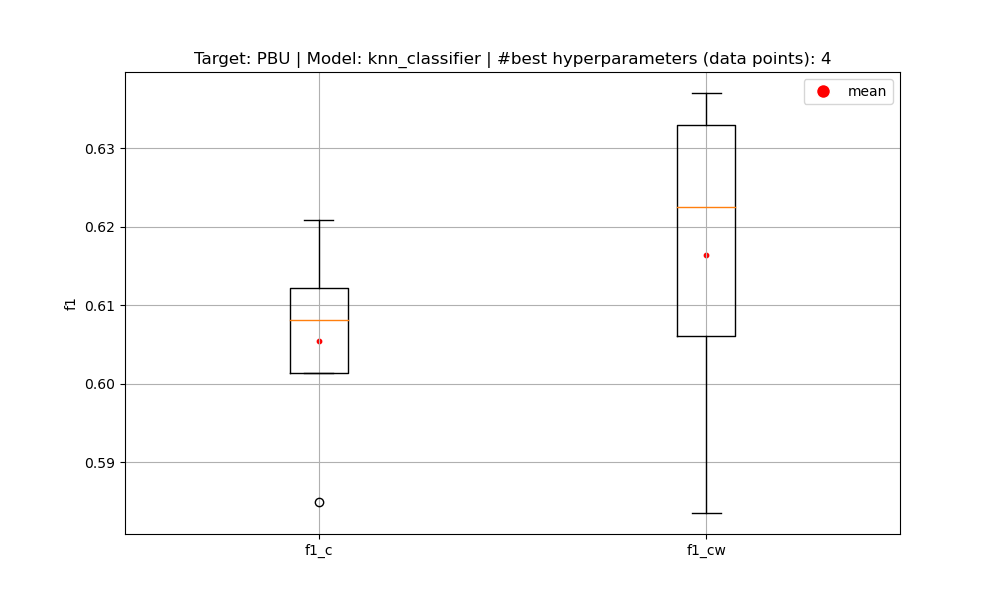 Target: PBU | Model: knn_classifier | #best hyperparameters (data points): 4
mean
f1
0.63
0.62
0.61
0.60
0.59
f1_c
f1_cw